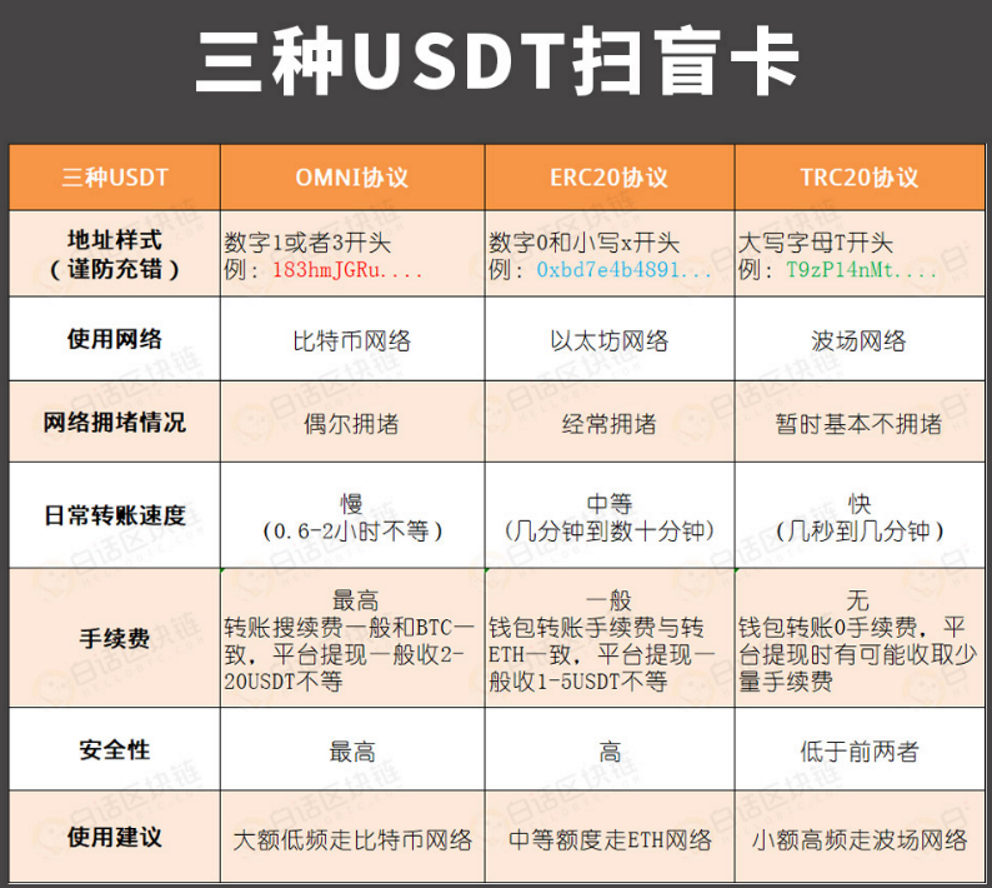 三种USDT扫盲卡
三种USDT
OMNI协议
ERC20协议
TRC20协议
地址样式
（谨防充错）
数字1或者3开头
例：183hmJGRu....
数字0和小写x开头
例：0xbd7e4b4891...
大写字母T开头
例：T9zP14nMt....
使用网络
比特币网络
以太坊网络
波场网络
网络拥堵情况
偶尔拥堵
经常拥堵
暂时基本不拥堵
日常转账速度
慢
(0.6-2小时不等)
中等
(几分钟到数十分钟)
快
(几秒到几分钟)
手续费
最高
转账搜续费一般和BTC一
致，平台提现一般收2-
20USDT不等
一般
钱包转账手续费与转
ETH一致，平台提现一
般收1-5USDT不等
无
钱包转账0手续费，平
台提现时有可能收取少
量手续费
安全性
最高
高
低于前两者
使用建议
大额低频走比特币网络
中等额度走ETH网络
小额高频走波场网络
白话区块链